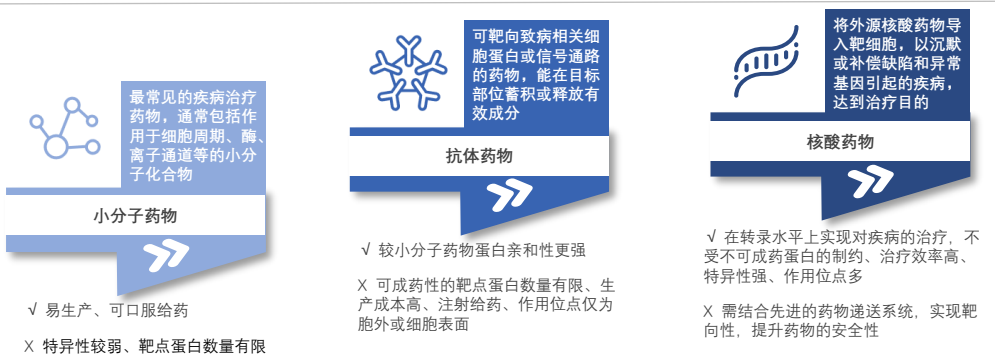 最常见的疾病治疗
药物，通常包括作
用于细胞周期、酶、
离子通道等的小分
子化合物
小分子药物
√ 易生产、可口服给药
X 特异性较弱、靶点蛋白数量有限
可靶向致病相关细
胞蛋白或信号通路
的药物，能在目标
部位蓄积或释放有
效成分
抗体药物
√ 较小分子药物蛋白亲和性更强
X 可成药性的靶点蛋白数量有限、生
产成本高、注射给药、作用位点仅为
胞外或细胞表面
将外源核酸药物导
入靶细胞，以沉默
或补偿缺陷和异常
基因引起的疾病，
达到治疗目的
核酸药物
√ 在转录水平上实现对疾病的治疗，不
受不可成药蛋白的制约、治疗效率高、
特异性强、作用位点多
X 需结合先进的药物递送系统，实现靶
向性，提升药物的安全性